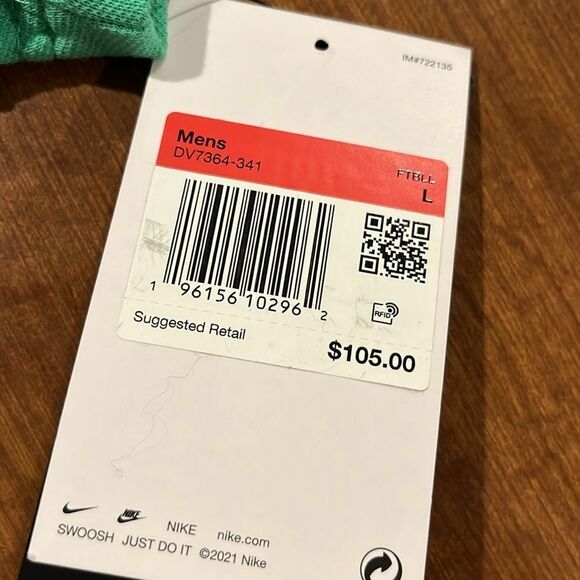 IM#722135
Mens
DV7364-341
FTBLL
L
1 96156 10296 2
RFID
Suggested Retail
$105.00
NIKE
NIKE nike.com
SWOOSH JUST DO IT ©2021 Nike